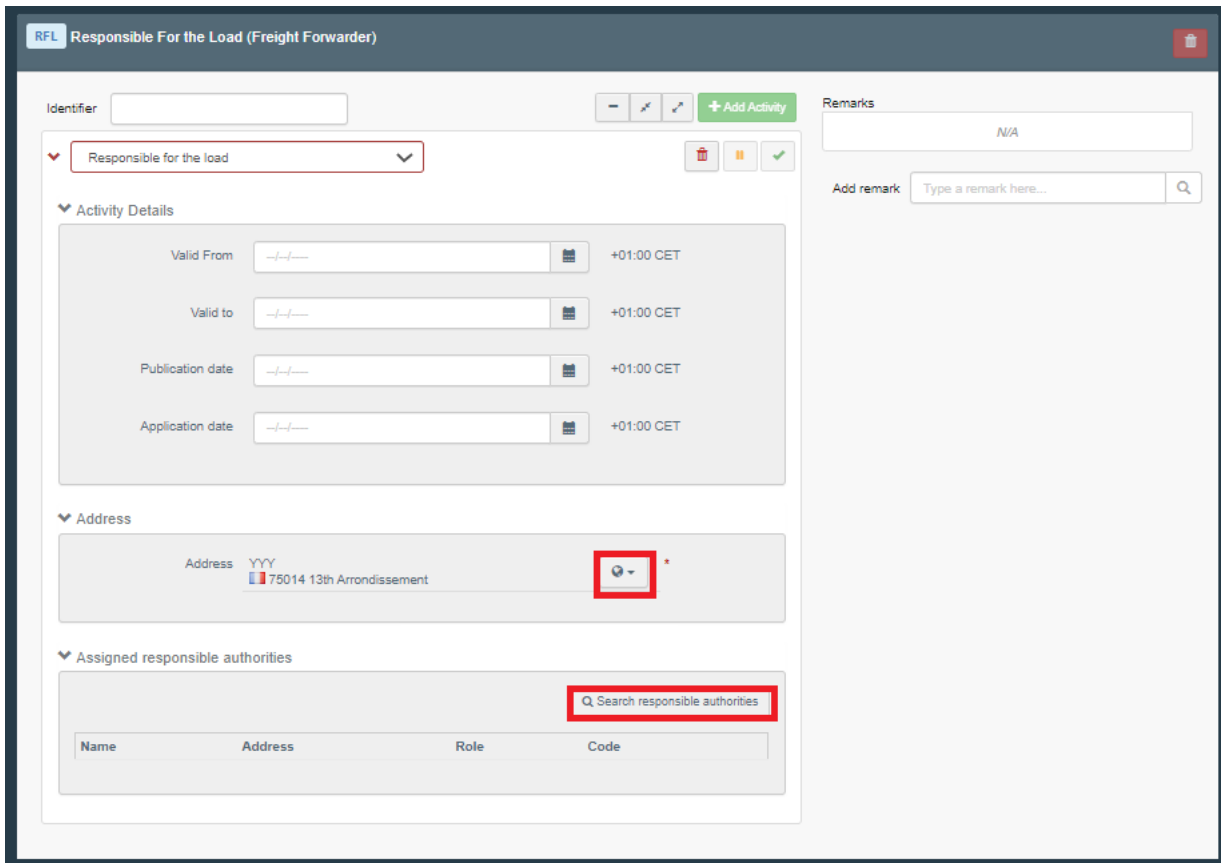 RFL Responsible For the Load (Freight Forwarder)
Identifier
Add Activity
Remarks
N/A
Responsible for the load
Add remark Type a remark here...
Activity Details
Valid From --/--/---- +01:00 CET
Valid to --/--/---- +01:00 CET
Publication date --/--/---- +01:00 CET
Application date --/--/---- +01:00 CET
Address
Address YYY
75014 13th Arrondissement *
Assigned responsible authorities
Search responsible authorities
Name Address Role Code